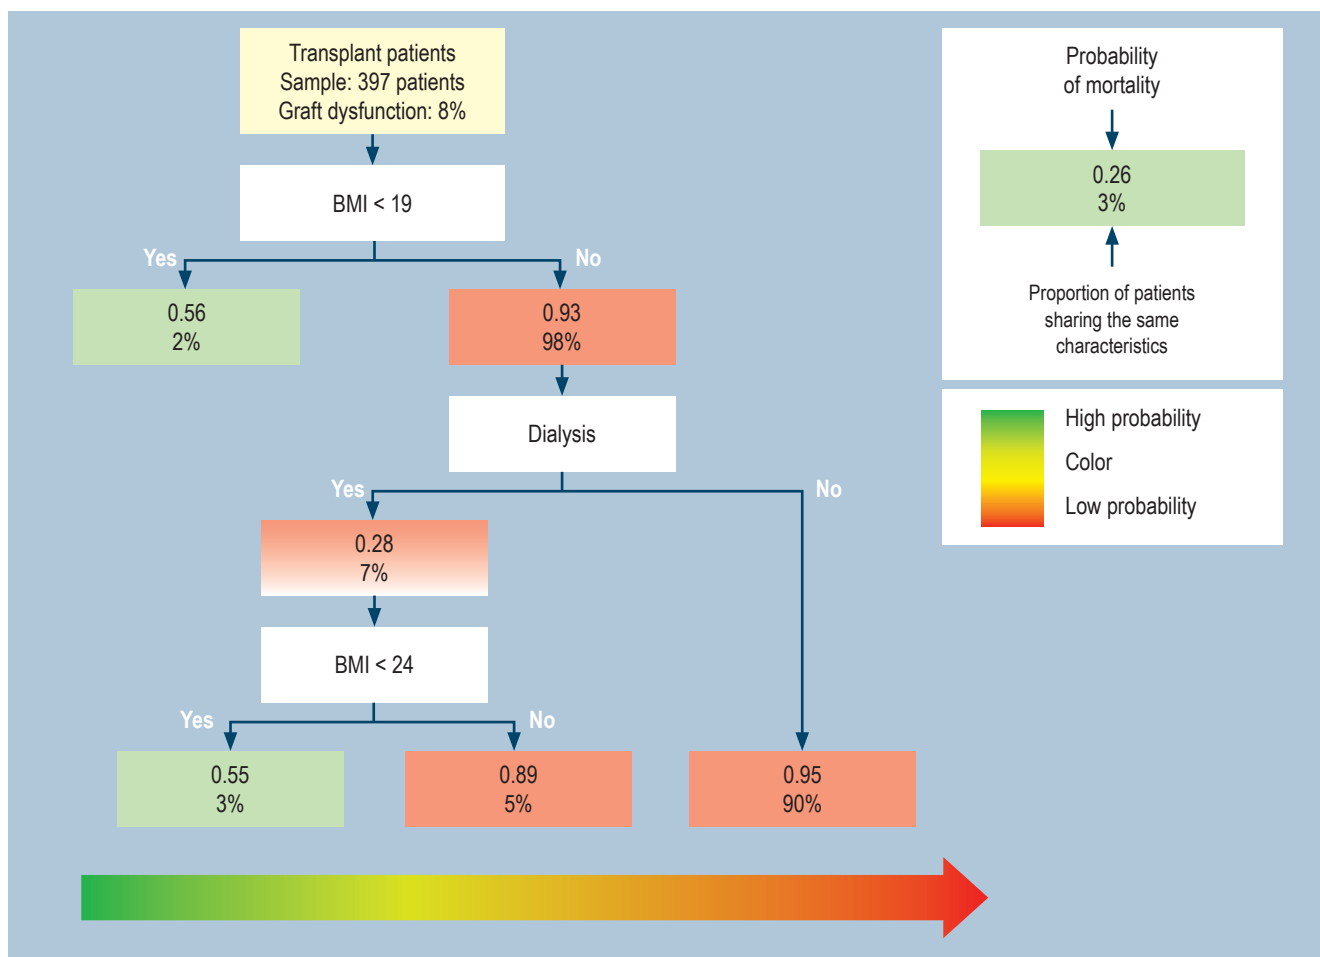 Transplant patients
Sample: 397 patients
Graft dysfunction: 8%
BMI < 19
Yes
No
0.56
2%
0.93
98%
Dialysis
Yes
No
0.28
7%
BMI < 24
Yes
No
0.55
3%
0.89
5%
0.95
90%
Probability
of mortality
0.26
3%
Proportion of patients
sharing the same
characteristics
High probability
Color
Low probability